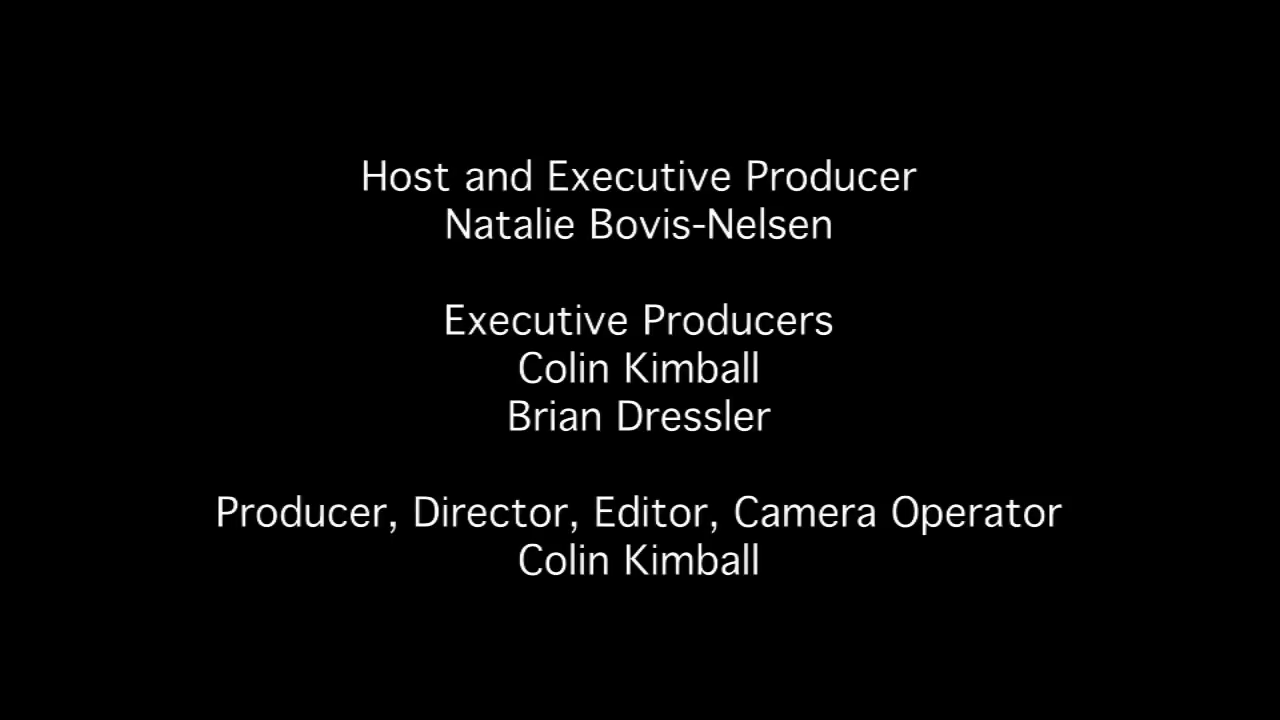 Host and Executive Producer
Natalie Bovis-Nelsen
Executive Producers
Colin Kimball
Brian Dressler
Producer, Director, Editor, Camera Operator
Colin Kimball